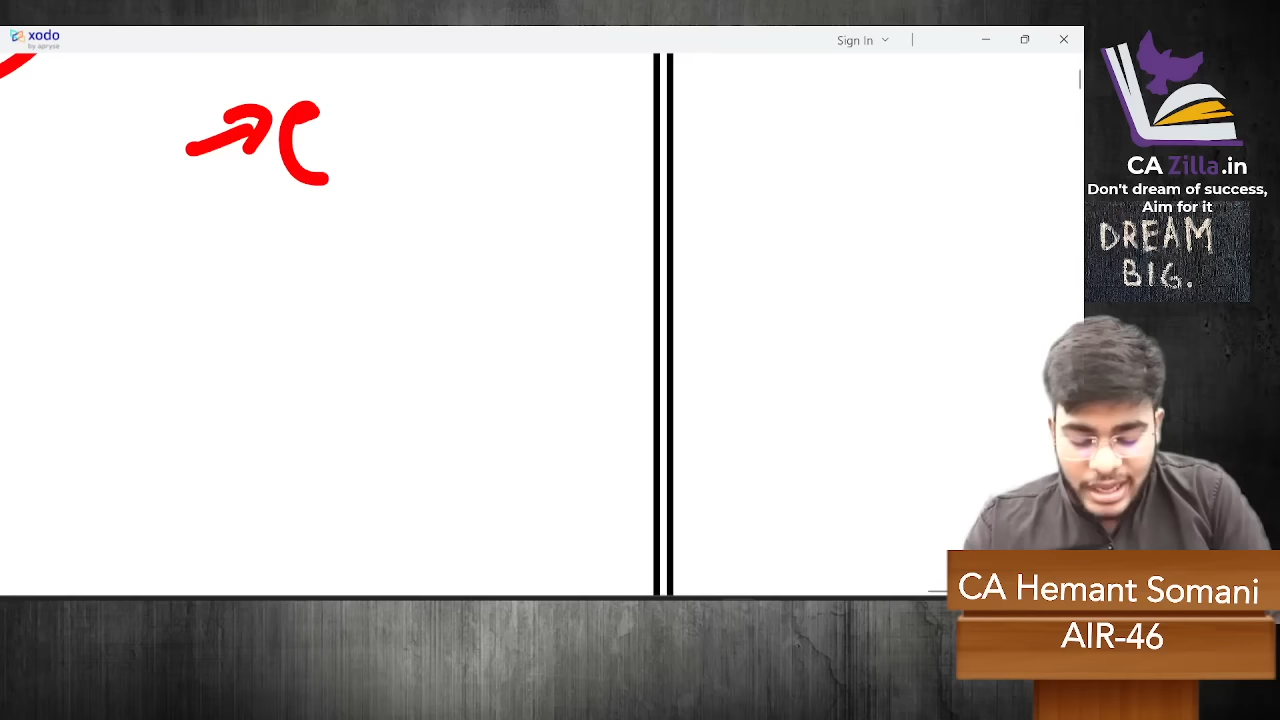 xodo
by apryse
Sign In
C
CA Zilla.in
Don't dream of success,
Aim for it
DREAM
BIG.
CA Hemant Somani
AIR-46